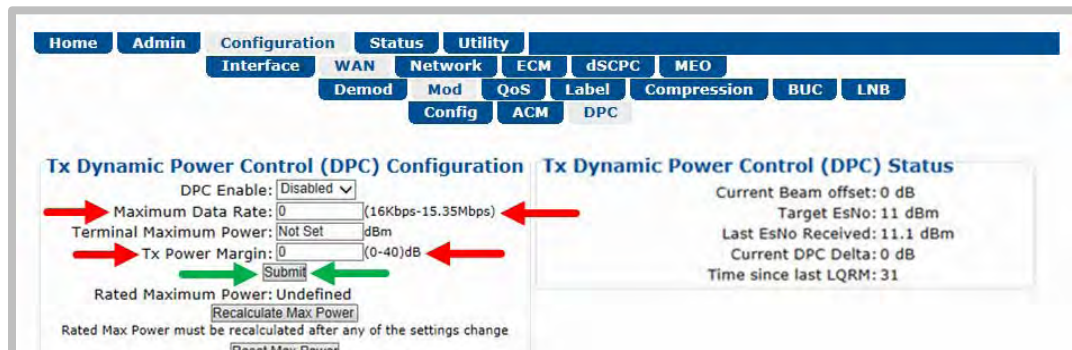 Home Admin Configuration Status Utility
Interface WAN Network ECM dSCPC MEO
Demod Mod QoS Label Compression BUC LNB
Config ACM DPC
Tx Dynamic Power Control (DPC) Configuration
DPC Enable: Disabled
Maximum Data Rate: 0 (16Kbps-15.35Mbps)
Terminal Maximum Power: Not Set dBm
Tx Power Margin: 0 (0-40)dB
Submit
Rated Maximum Power: Undefined
Recalculate Max Power
Rated Max Power must be recalculated after any of the settings change
Reset Max Power
Tx Dynamic Power Control (DPC) Status
Current Beam offset: 0 dB
Target EsNo: 11 dBm
Last EsNo Received: 11.1 dBm
Current DPC Delta: 0 dB
Time since last LQRM: 31